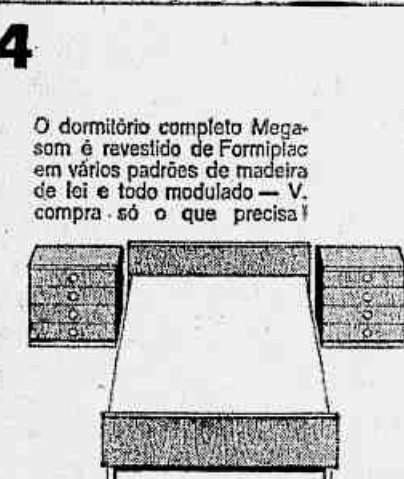 4
O dormitório completo Mega-
som é revestido de Formiplac
em vários padrões de madeira
de lei e todo modulado — V.
compra só o que precisa!